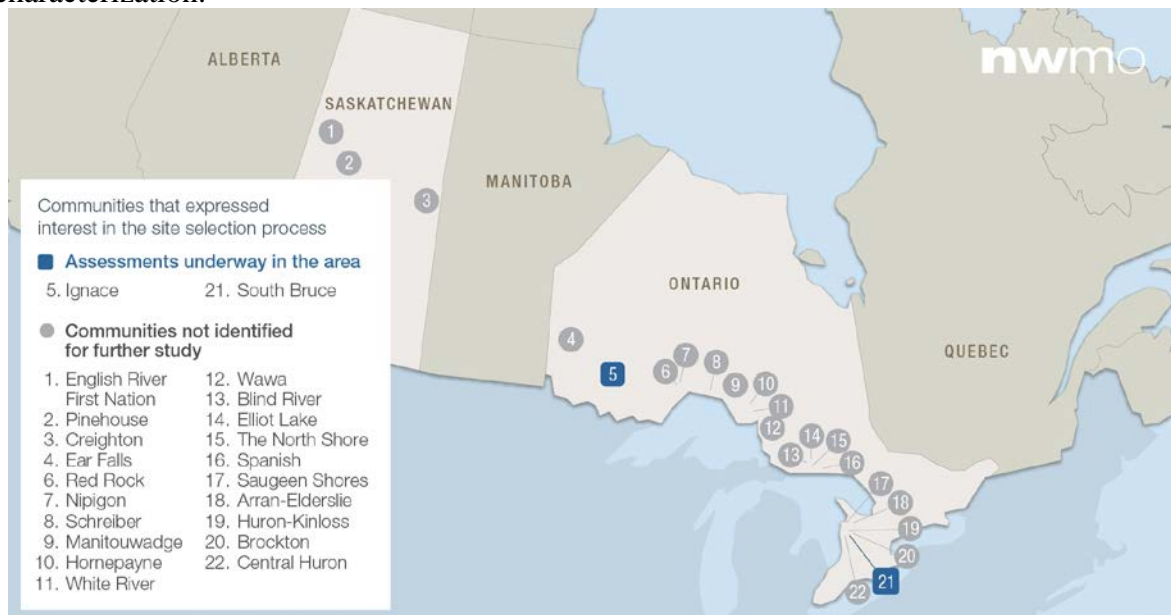 characterization.
nwmo
ALBERTA
SASKATCHEWAN
MANITOBA
ONTARIO
QUEBEC
1
2
3
4
5
6
7
8
9
10
11
12
13
14
15
16
17
18
19
20
21
22
Communities that expressed
interest in the site selection process
Assessments underway in the area
5. Ignace
21. South Bruce
Communities not identified
for further study
1. English River
First Nation
2. Pinehouse
3. Creighton
4. Ear Falls
6. Red Rock
7. Nipigon
8. Schreiber
9. Manitouwadge
10. Hornepayne
11. White River
12. Wawa
13. Blind River
14. Elliot Lake
15. The North Shore
16. Spanish
17. Saugeen Shores
18. Arran-Elderslie
19. Huron-Kinloss
20. Brockton
22. Central Huron